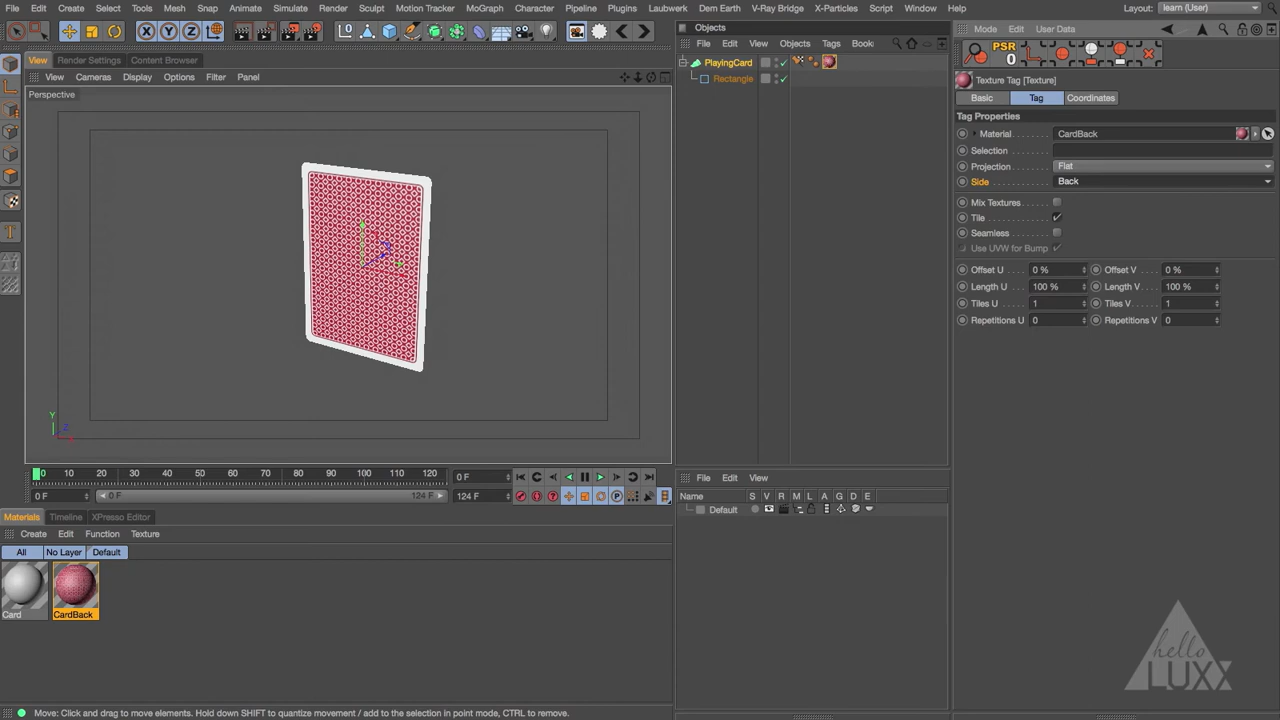 File Edit Create Select Tools Mesh Snap Animate Simulate Render Sculpt Motion Tracker MoGraph Character Pipeline Plugins Laubwerk Dem Earth V-Ray Bridge X-Particles Script Window Help Layout: learn (User)
X Y Z
PSR 0
View Render Settings Content Browser
View Cameras Display Options Filter Panel
Perspective
Y
Z
X
0 10 20 30 40 50 60 70 80 90 100 110 120 0 F
0 F 0 F 124 F 124 F
Materials Timeline XPresso Editor
Create Edit Function Texture
All No Layer Default
Card CardBack
Move: Click and drag to move elements. Hold down SHIFT to quantize movement / add to the selection in point mode, CTRL to remove.
Objects
File Edit View Objects Tags Book
PlayingCard
Rectangle
File Edit View
Name S V R M L A G D E
Default
Mode Edit User Data
Texture Tag [Texture]
Basic Tag Coordinates
Tag Properties
Material CardBack
Selection
Projection Flat
Side Back
Mix Textures
Tile
Seamless
Use UVW for Bump
Offset U 0 % Offset V 0 %
Length U 100 % Length V 100 %
Tiles U 1 Tiles V 1
Repetitions U 0 Repetitions V 0
hello
LUXX